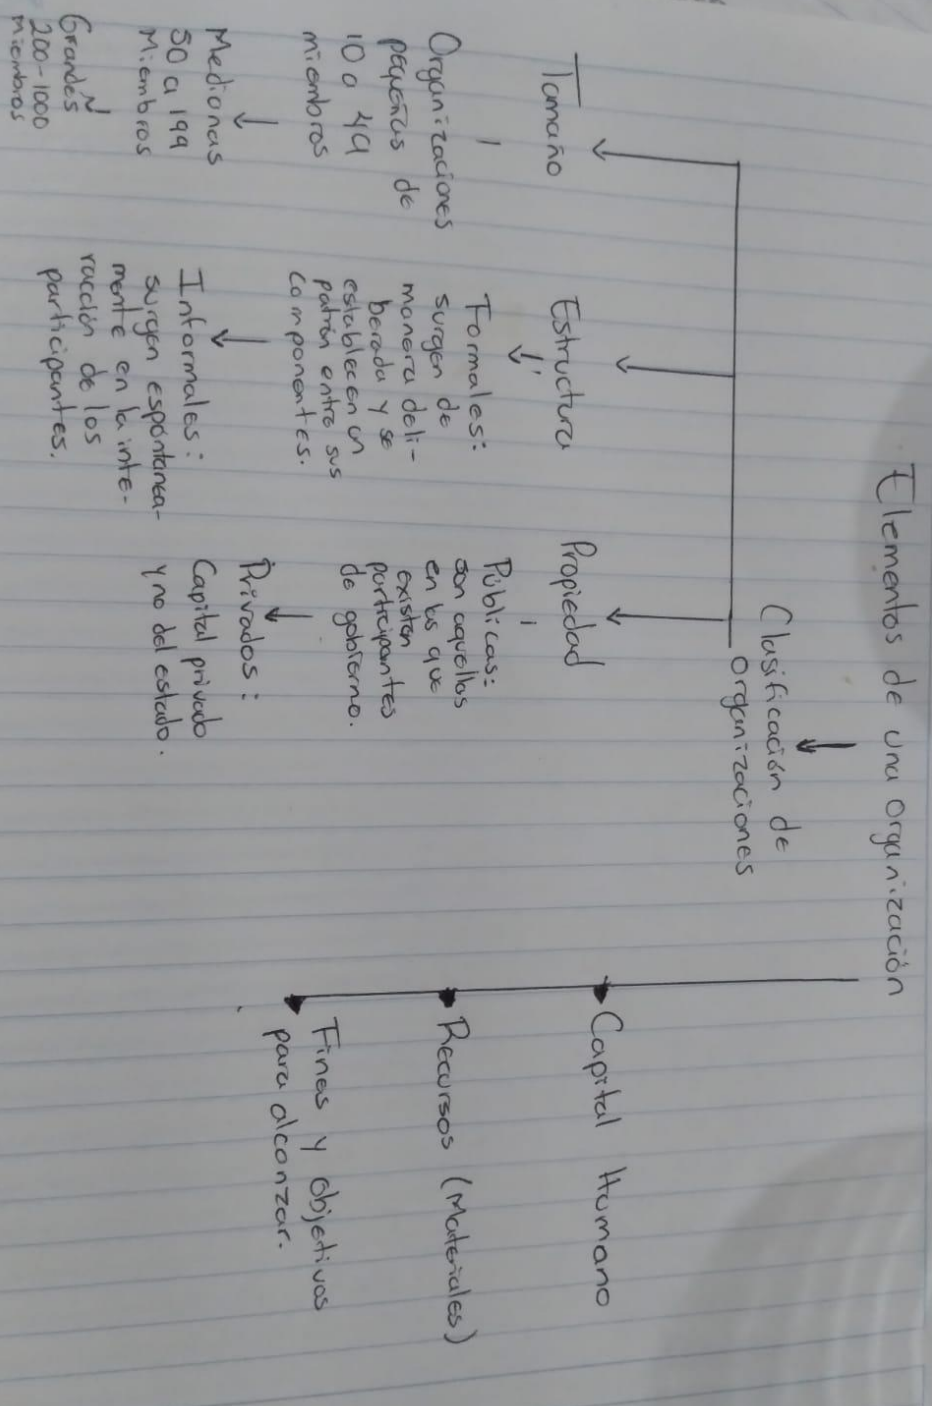 Elementos de una organización
Clasificación de
organizaciones
Tamaño
Organizaciones
pequeñas de
10 a 49
miembros
Medianas
50 a 199
Miembros
Grandes
200-1000
miembros
Estructura
Formales:
surgen de
manera deli-
berada y se
establecen un
patrón entre sus
componentes.
Informales:
surgen espóntanea-
mente en la inte-
racción de los
participantes.
Propiedad
Públicas:
son aquellas
en las que
existen
participantes
de gobierno.
Privados:
Capital privado
y no del estado.
Capital Humano
Recursos (Materiales)
Fines y objetivos
para alcanzar.